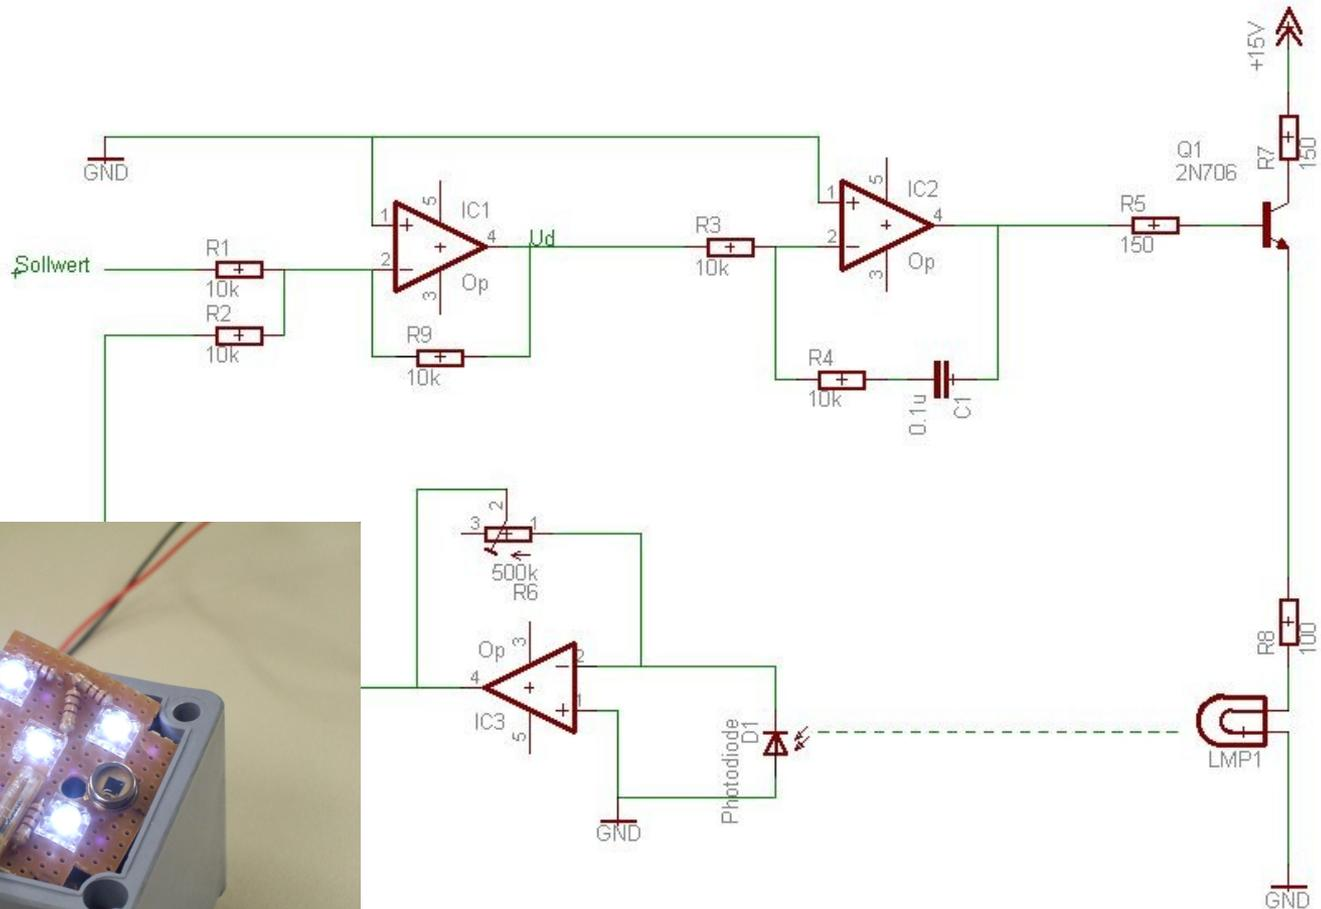 +15V
R7
150
Q1
2N706
GND
1
5
IC1
4
Ud
2
3
Op
Sollwert
R1
10k
R2
10k
R9
10k
R3
10k
1
5
IC2
4
2
3
Op
R5
150
R4
10k
0.1u
C1
3
2
1
500k
R6
Op
3
2
4
1
IC3
5
GND
Photodiode
D1
R8
100
LMP1
GND